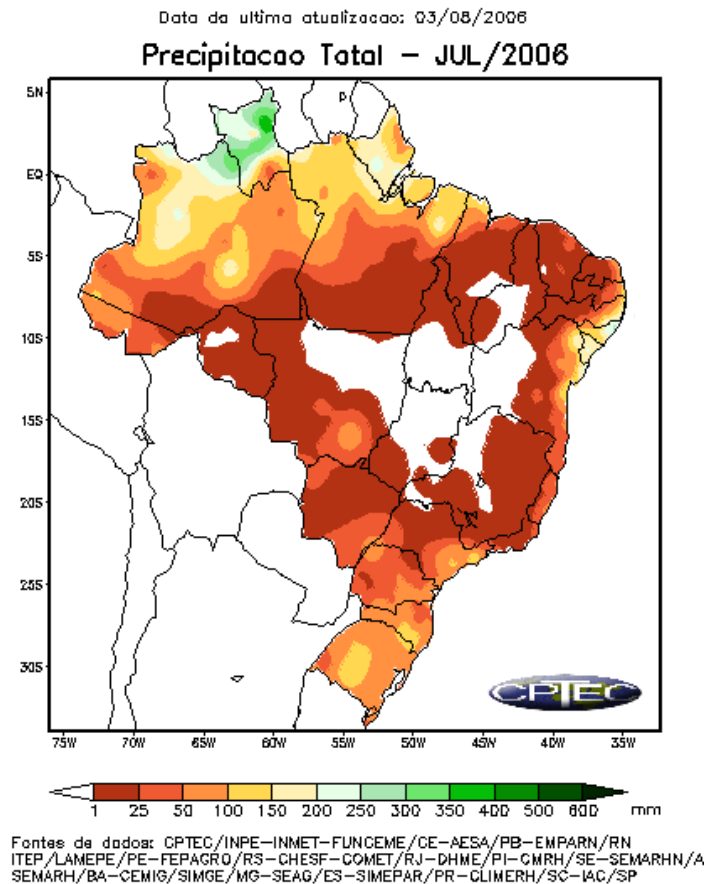 Data da ultima atualizacao: 03/08/2006
Precipitacao Total – JUL/2006
5N
EQ
5S
10S
15S
20S
25S
30S
CPTEC
75W 70W 65W 60W 55W 50W 45W 40W 35W
1 25 50 100 150 200 250 300 350 400 500 600 mm
Fontes de dados: CPTEC/INPE-INMET-FUNCEME/CE-AESA/PB-EMPARN/RN
ITEP/LAMEPE/PE-FEPAGRO/RS-CHESF-COMET/RJ-DHME/PI-CMRH/SE-SEMARHN/A
SEMARH/BA-CEMIG/SIMGE/MG-SEAG/ES-SIMEPAR/PR-CLIMERH/SC-IAC/SP